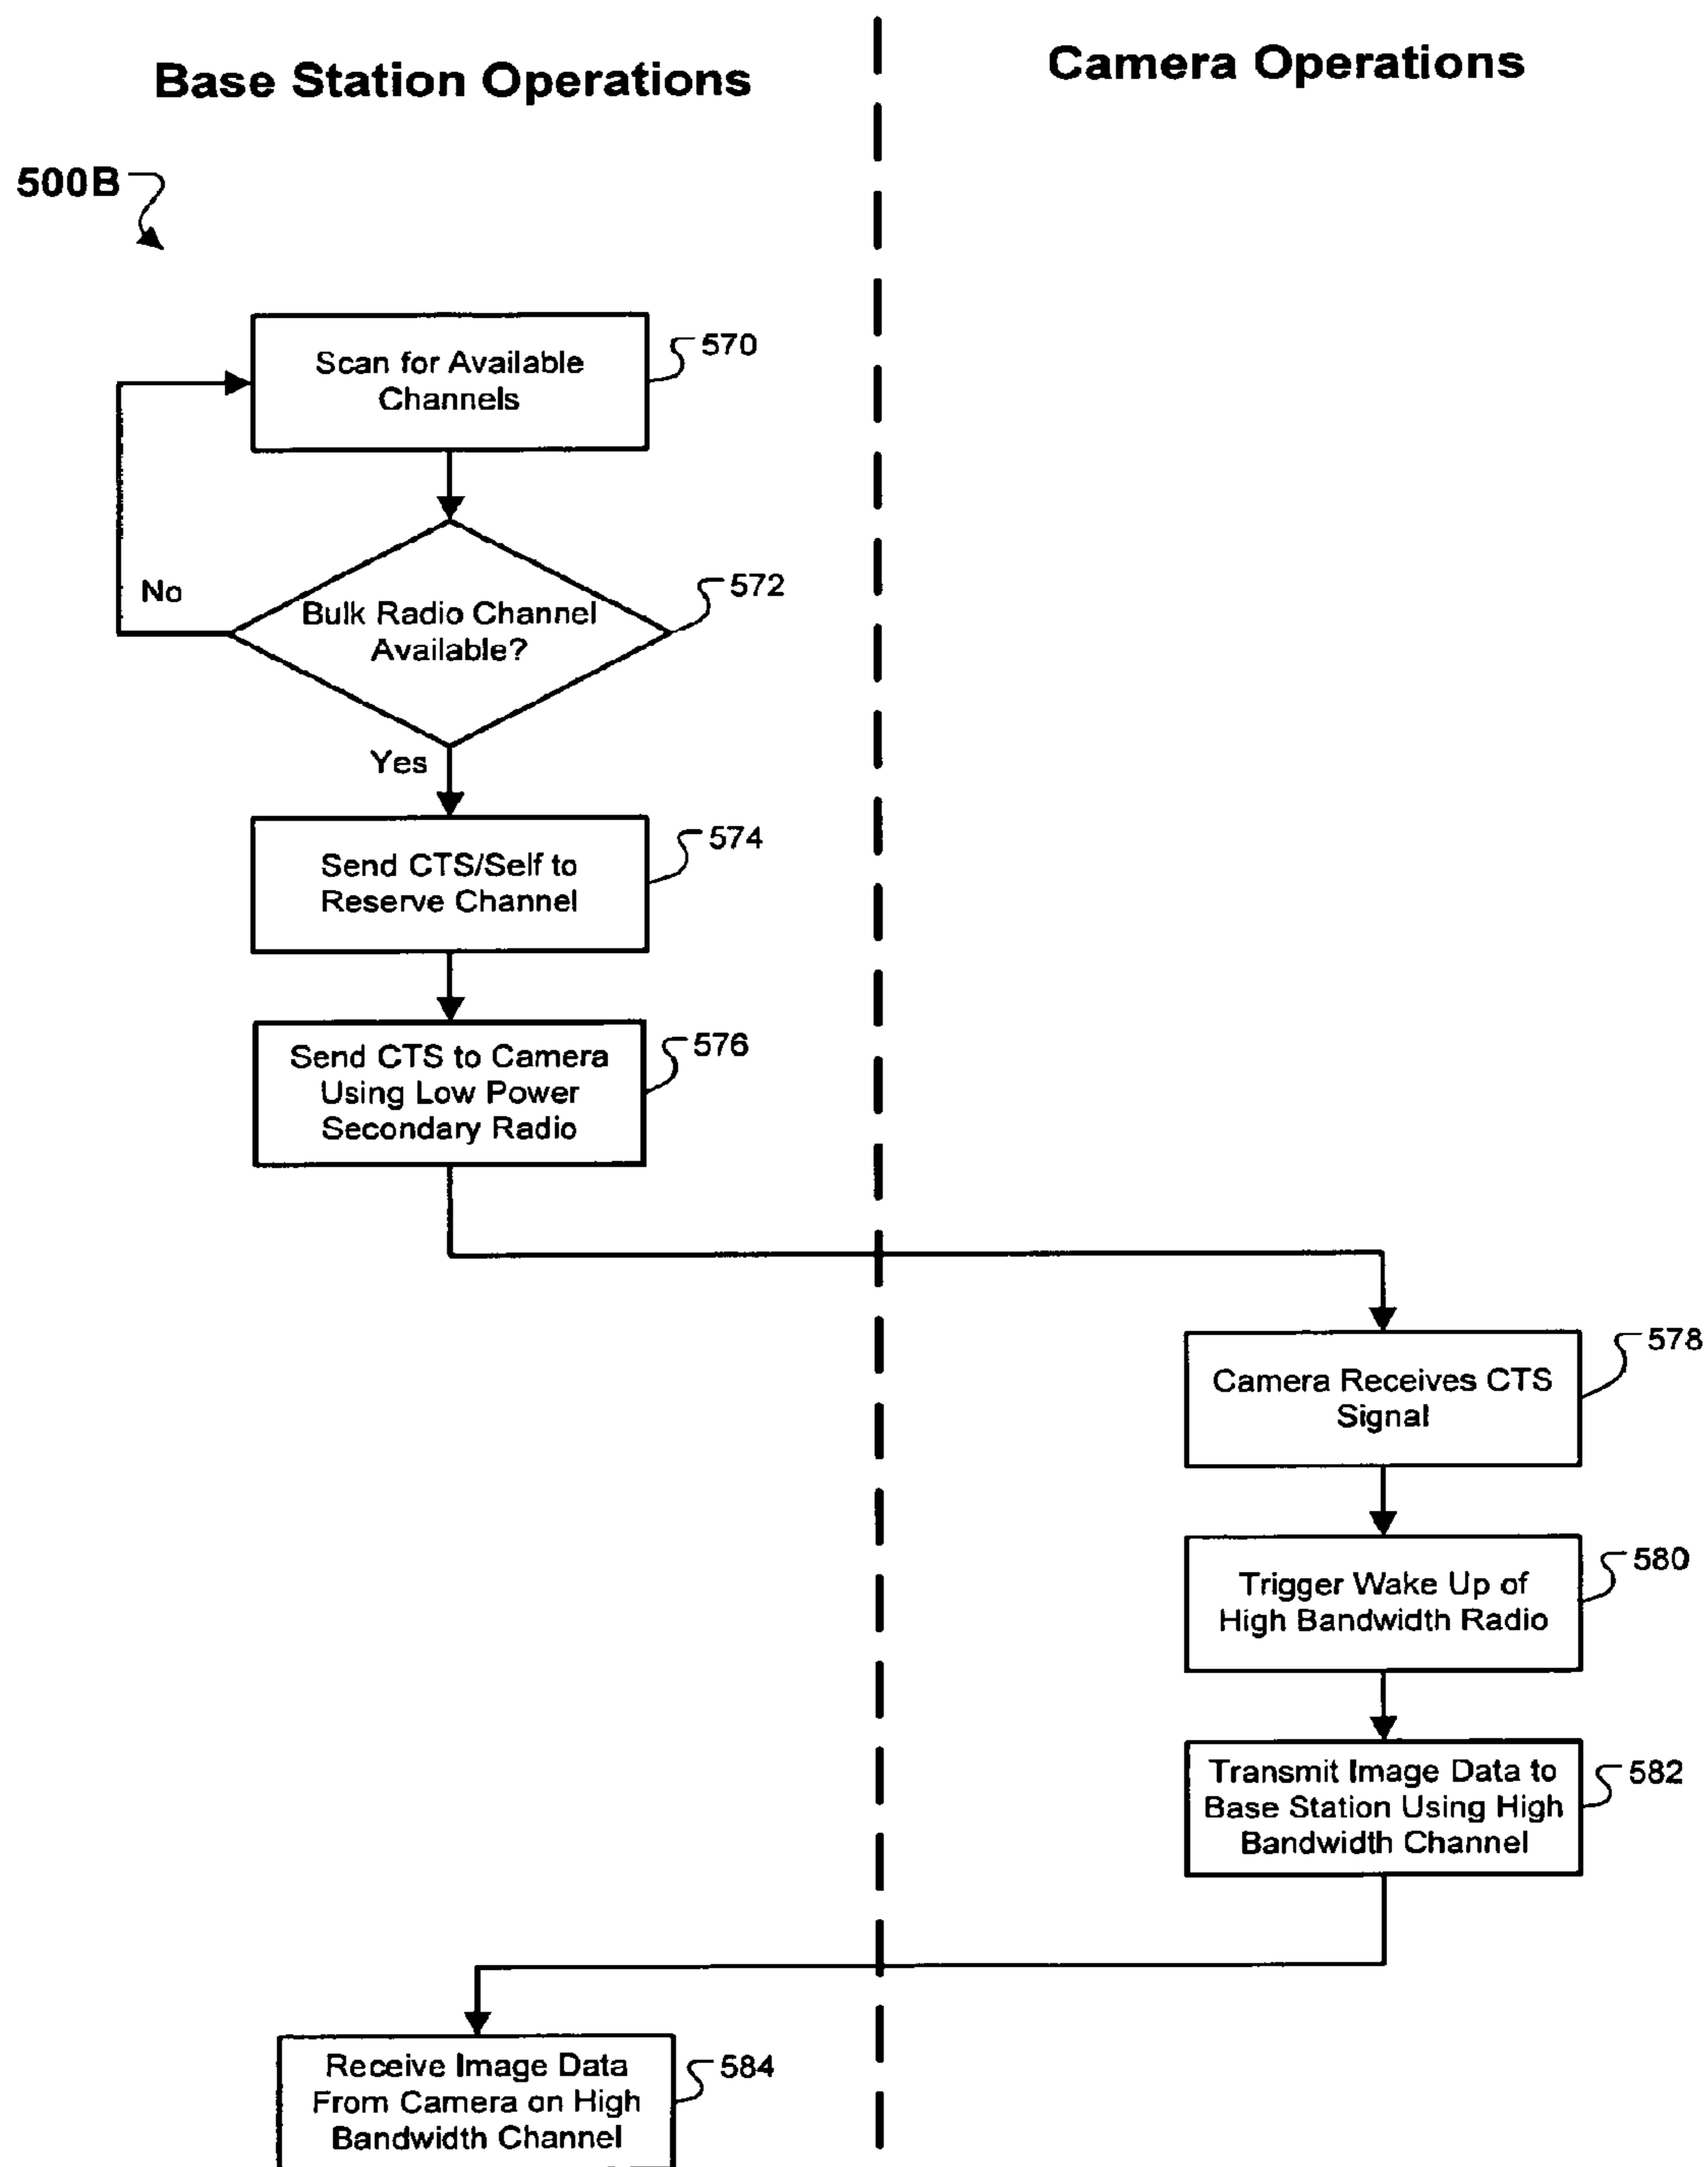 Base Station Operations
Camera Operations
500B
Scan for Available
Channels
570
Bulk Radio Channel
Available?
572
No
Yes
Send CTS/Self to
Reserve Channel
574
Send CTS to Camera
Using Low Power
Secondary Radio
576
Camera Receives CTS
Signal
578
Trigger Wake Up of
High Bandwidth Radio
580
Transmit Image Data to
Base Station Using High
Bandwidth Channel
582
Receive Image Data
From Camera on High
Bandwidth Channel
584